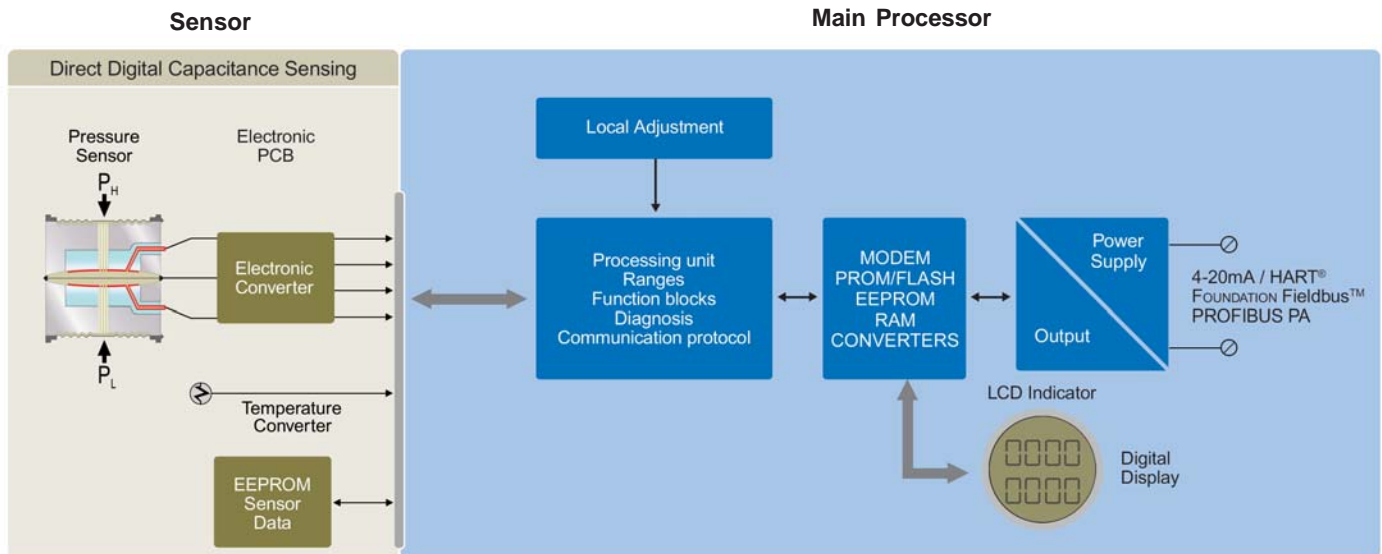 Sensor
Main Processor
Direct Digital Capacitance Sensing
Pressure
Sensor
Electronic
PCB
PH
PL
Electronic
Converter
Temperature
Converter
EEPROM
Sensor
Data
Local Adjustment
Processing unit
Ranges
Function blocks
Diagnosis
Communication protocol
MODEM
PROM/FLASH
EEPROM
RAM
CONVERTERS
Power
Supply
Output
4-20mA / HART®
FOUNDATION Fieldbus™
PROFIBUS PA
LCD Indicator
0000
0000
Digital
Display